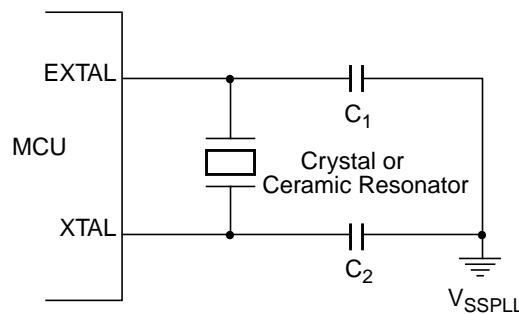 EXTAL
C1
MCU
Crystal or
Ceramic Resonator
XTAL
C2
VSSPLL